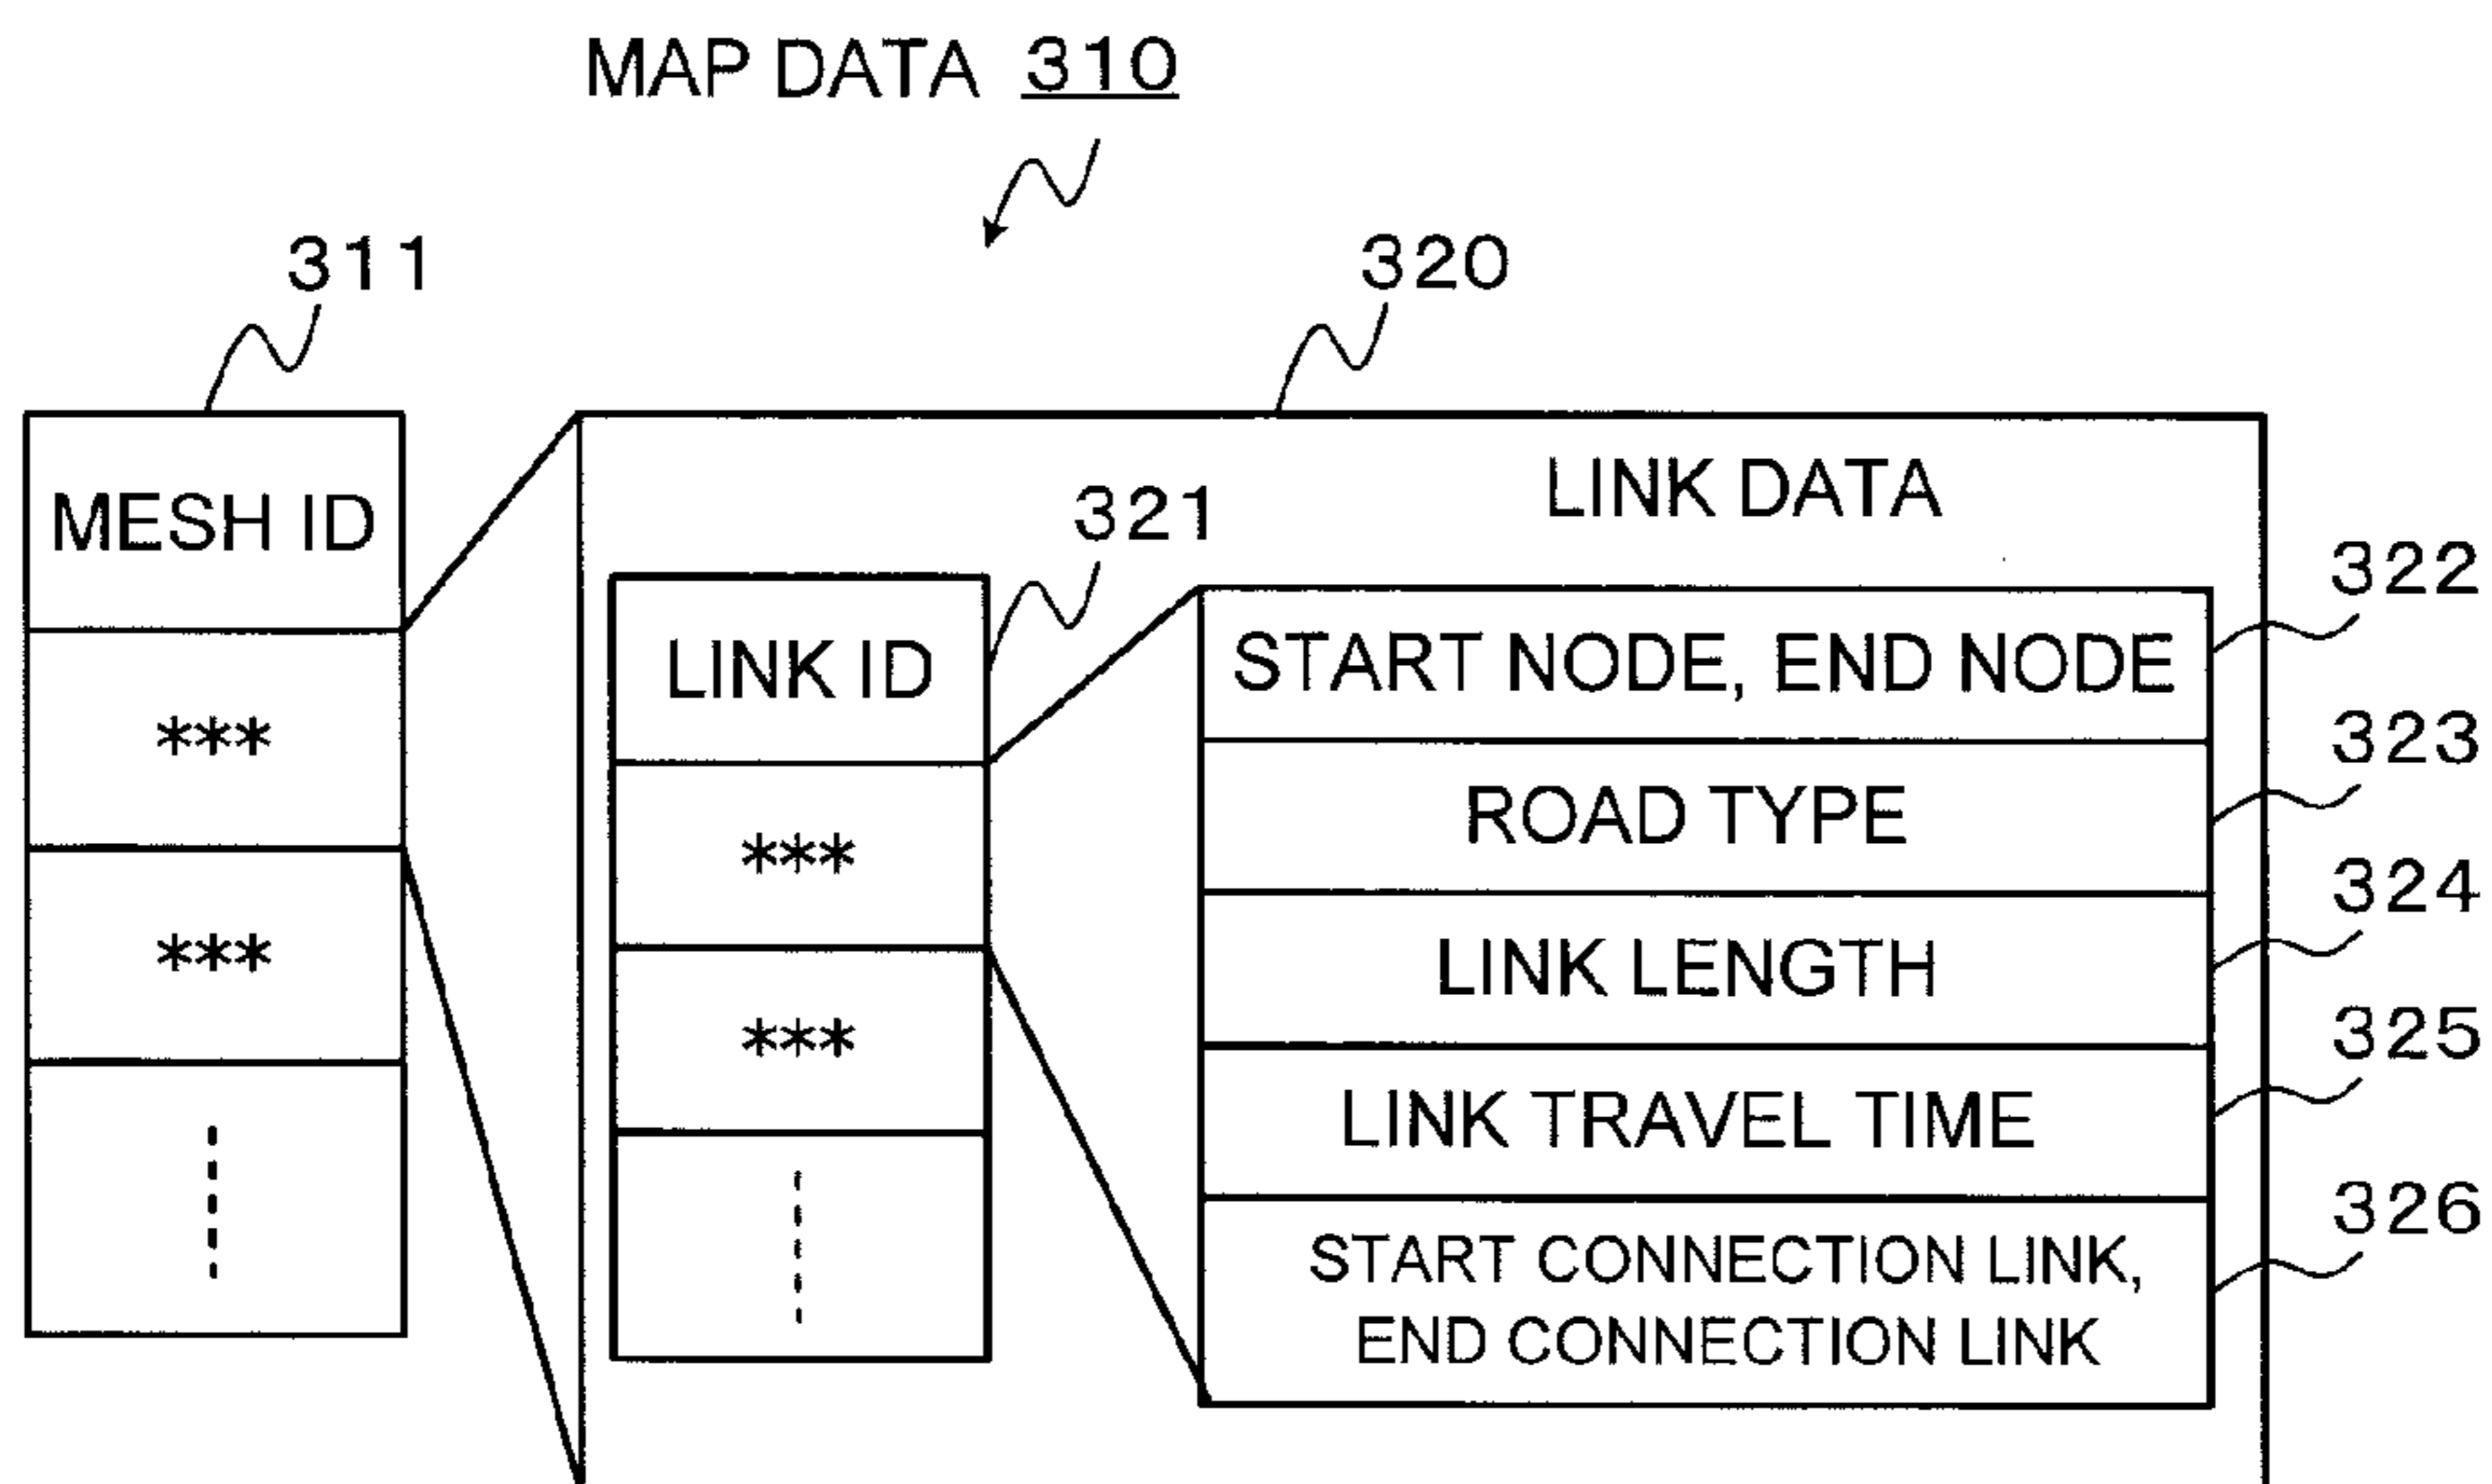 MAP DATA 310
311
320
MESH ID
***
***
LINK DATA
321
LINK ID
***
***
322
START NODE, END NODE
323
ROAD TYPE
324
LINK LENGTH
325
LINK TRAVEL TIME
326
START CONNECTION LINK,
END CONNECTION LINK